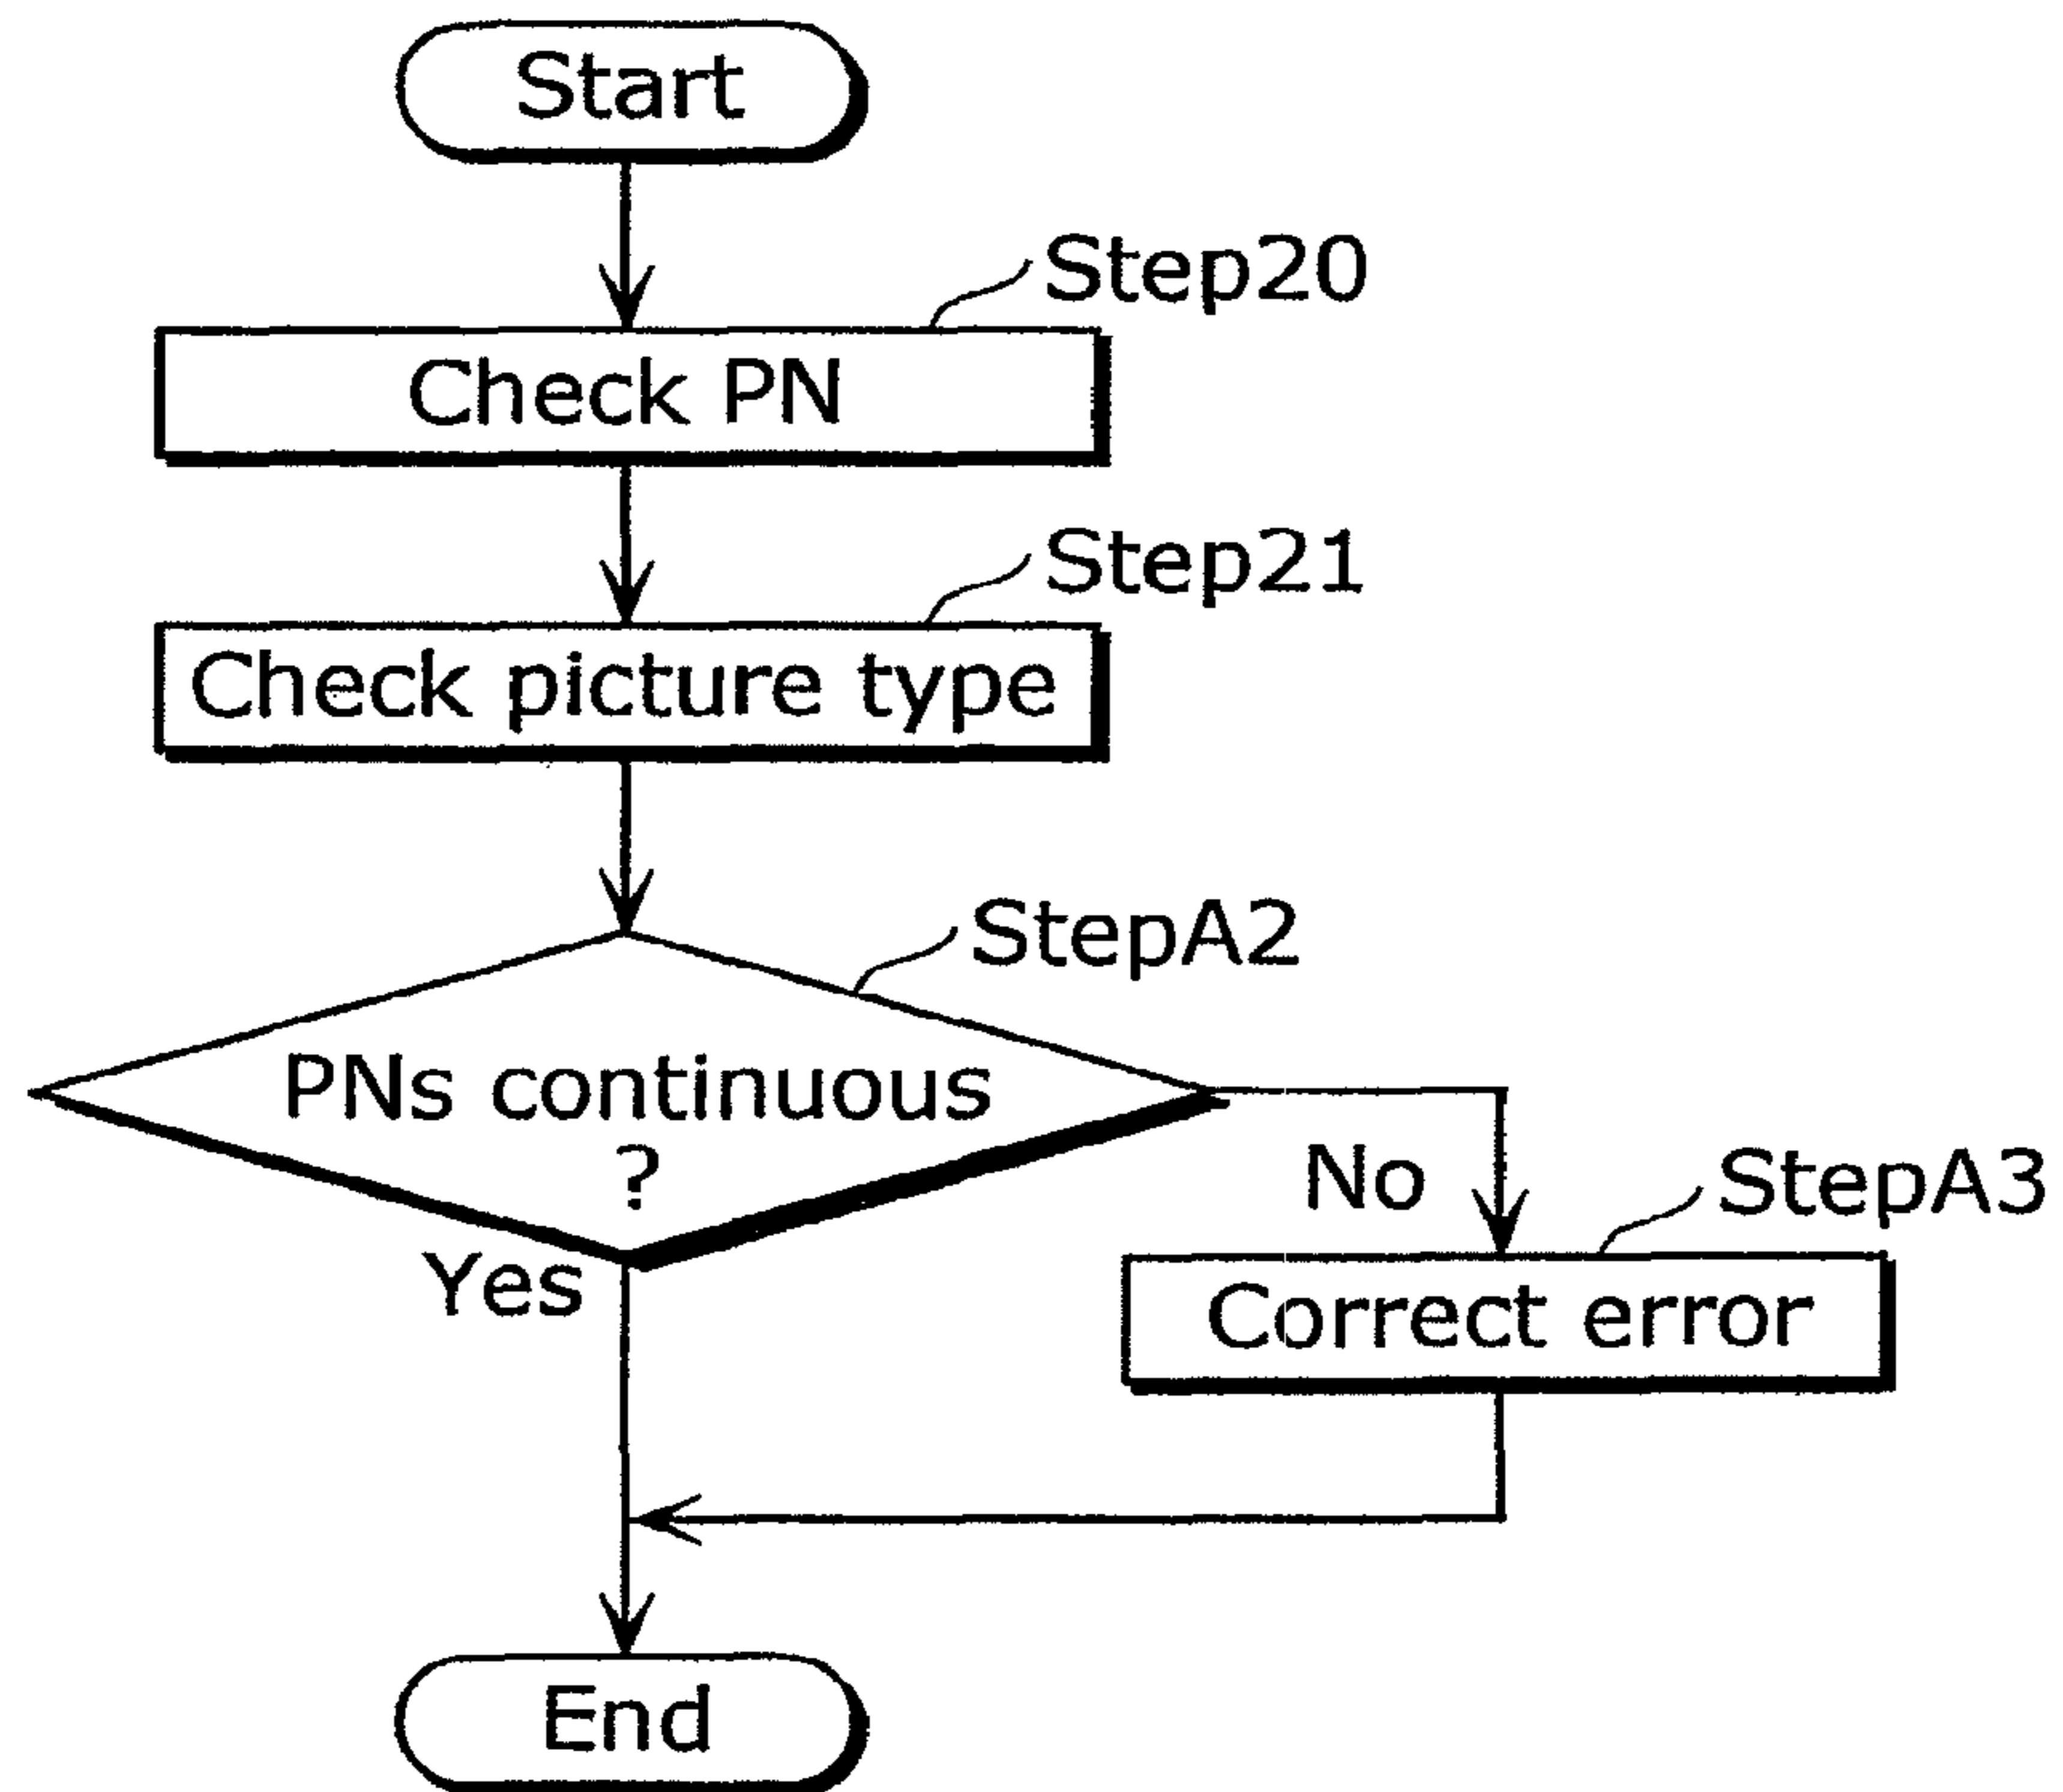 Start
Step20
Check PN
Step21
Check picture type
StepA2
PNs continuous
?
No
StepA3
Yes
Correct error
End